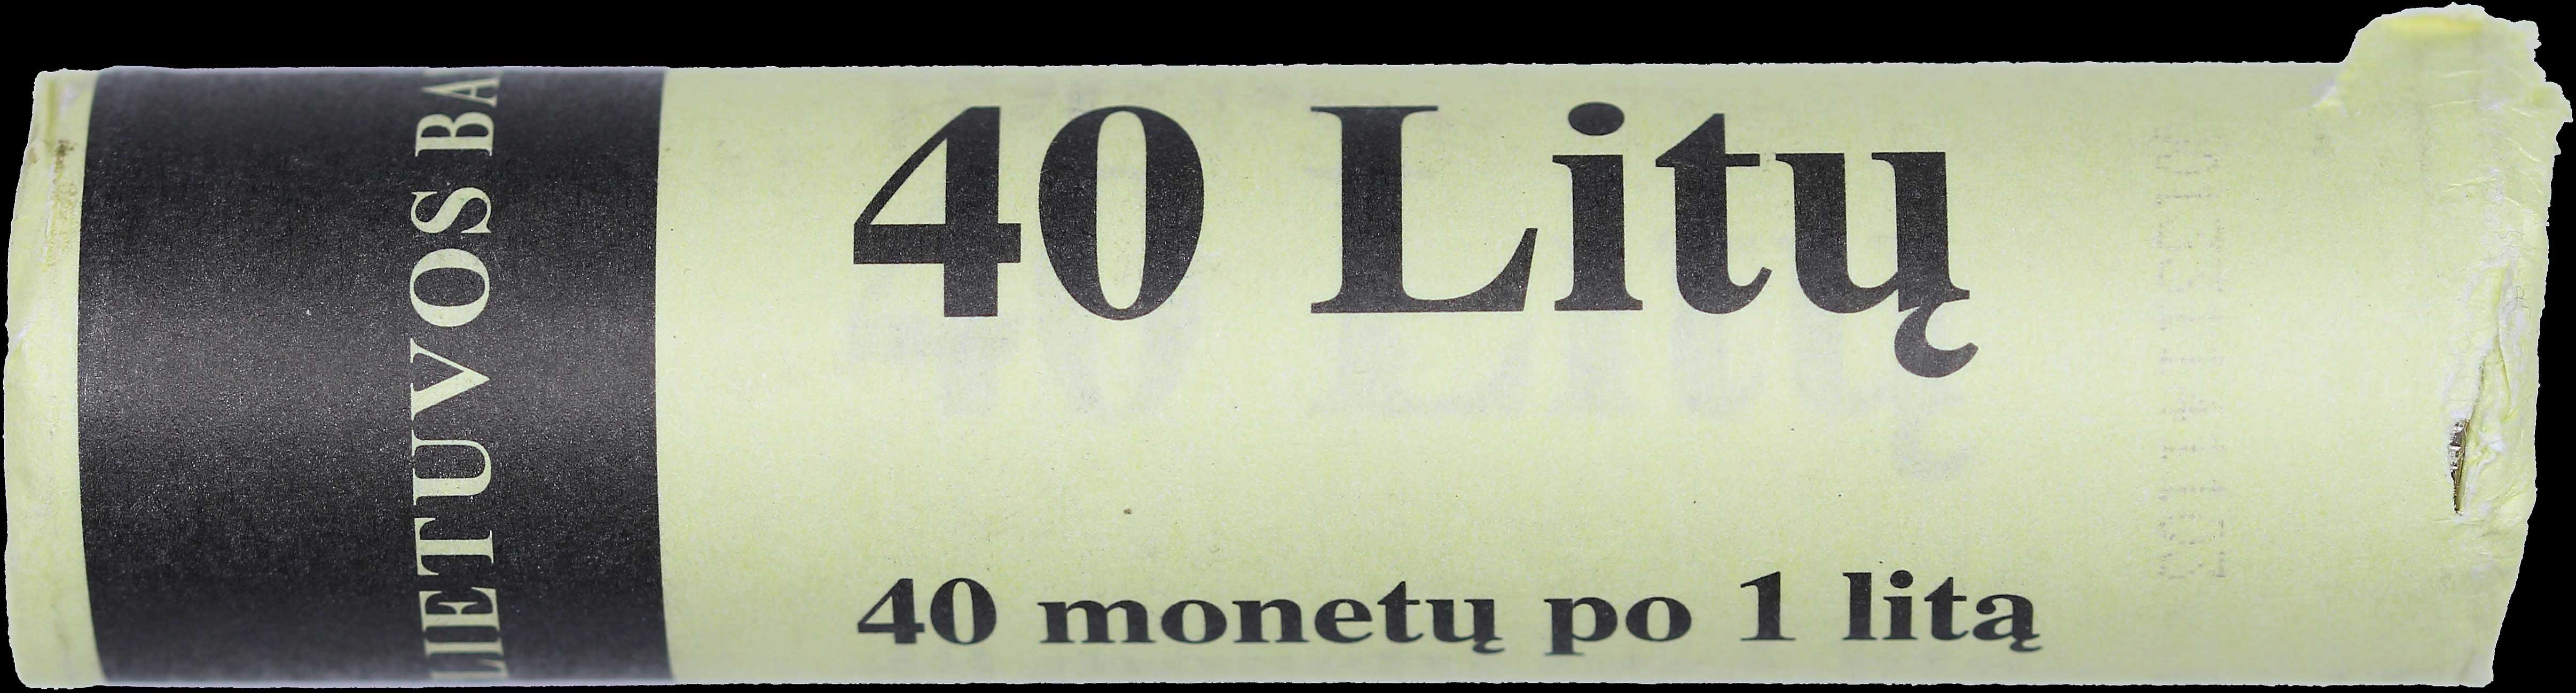 LIETUVOS BA
40 Litų
40 monetų po 1 litą